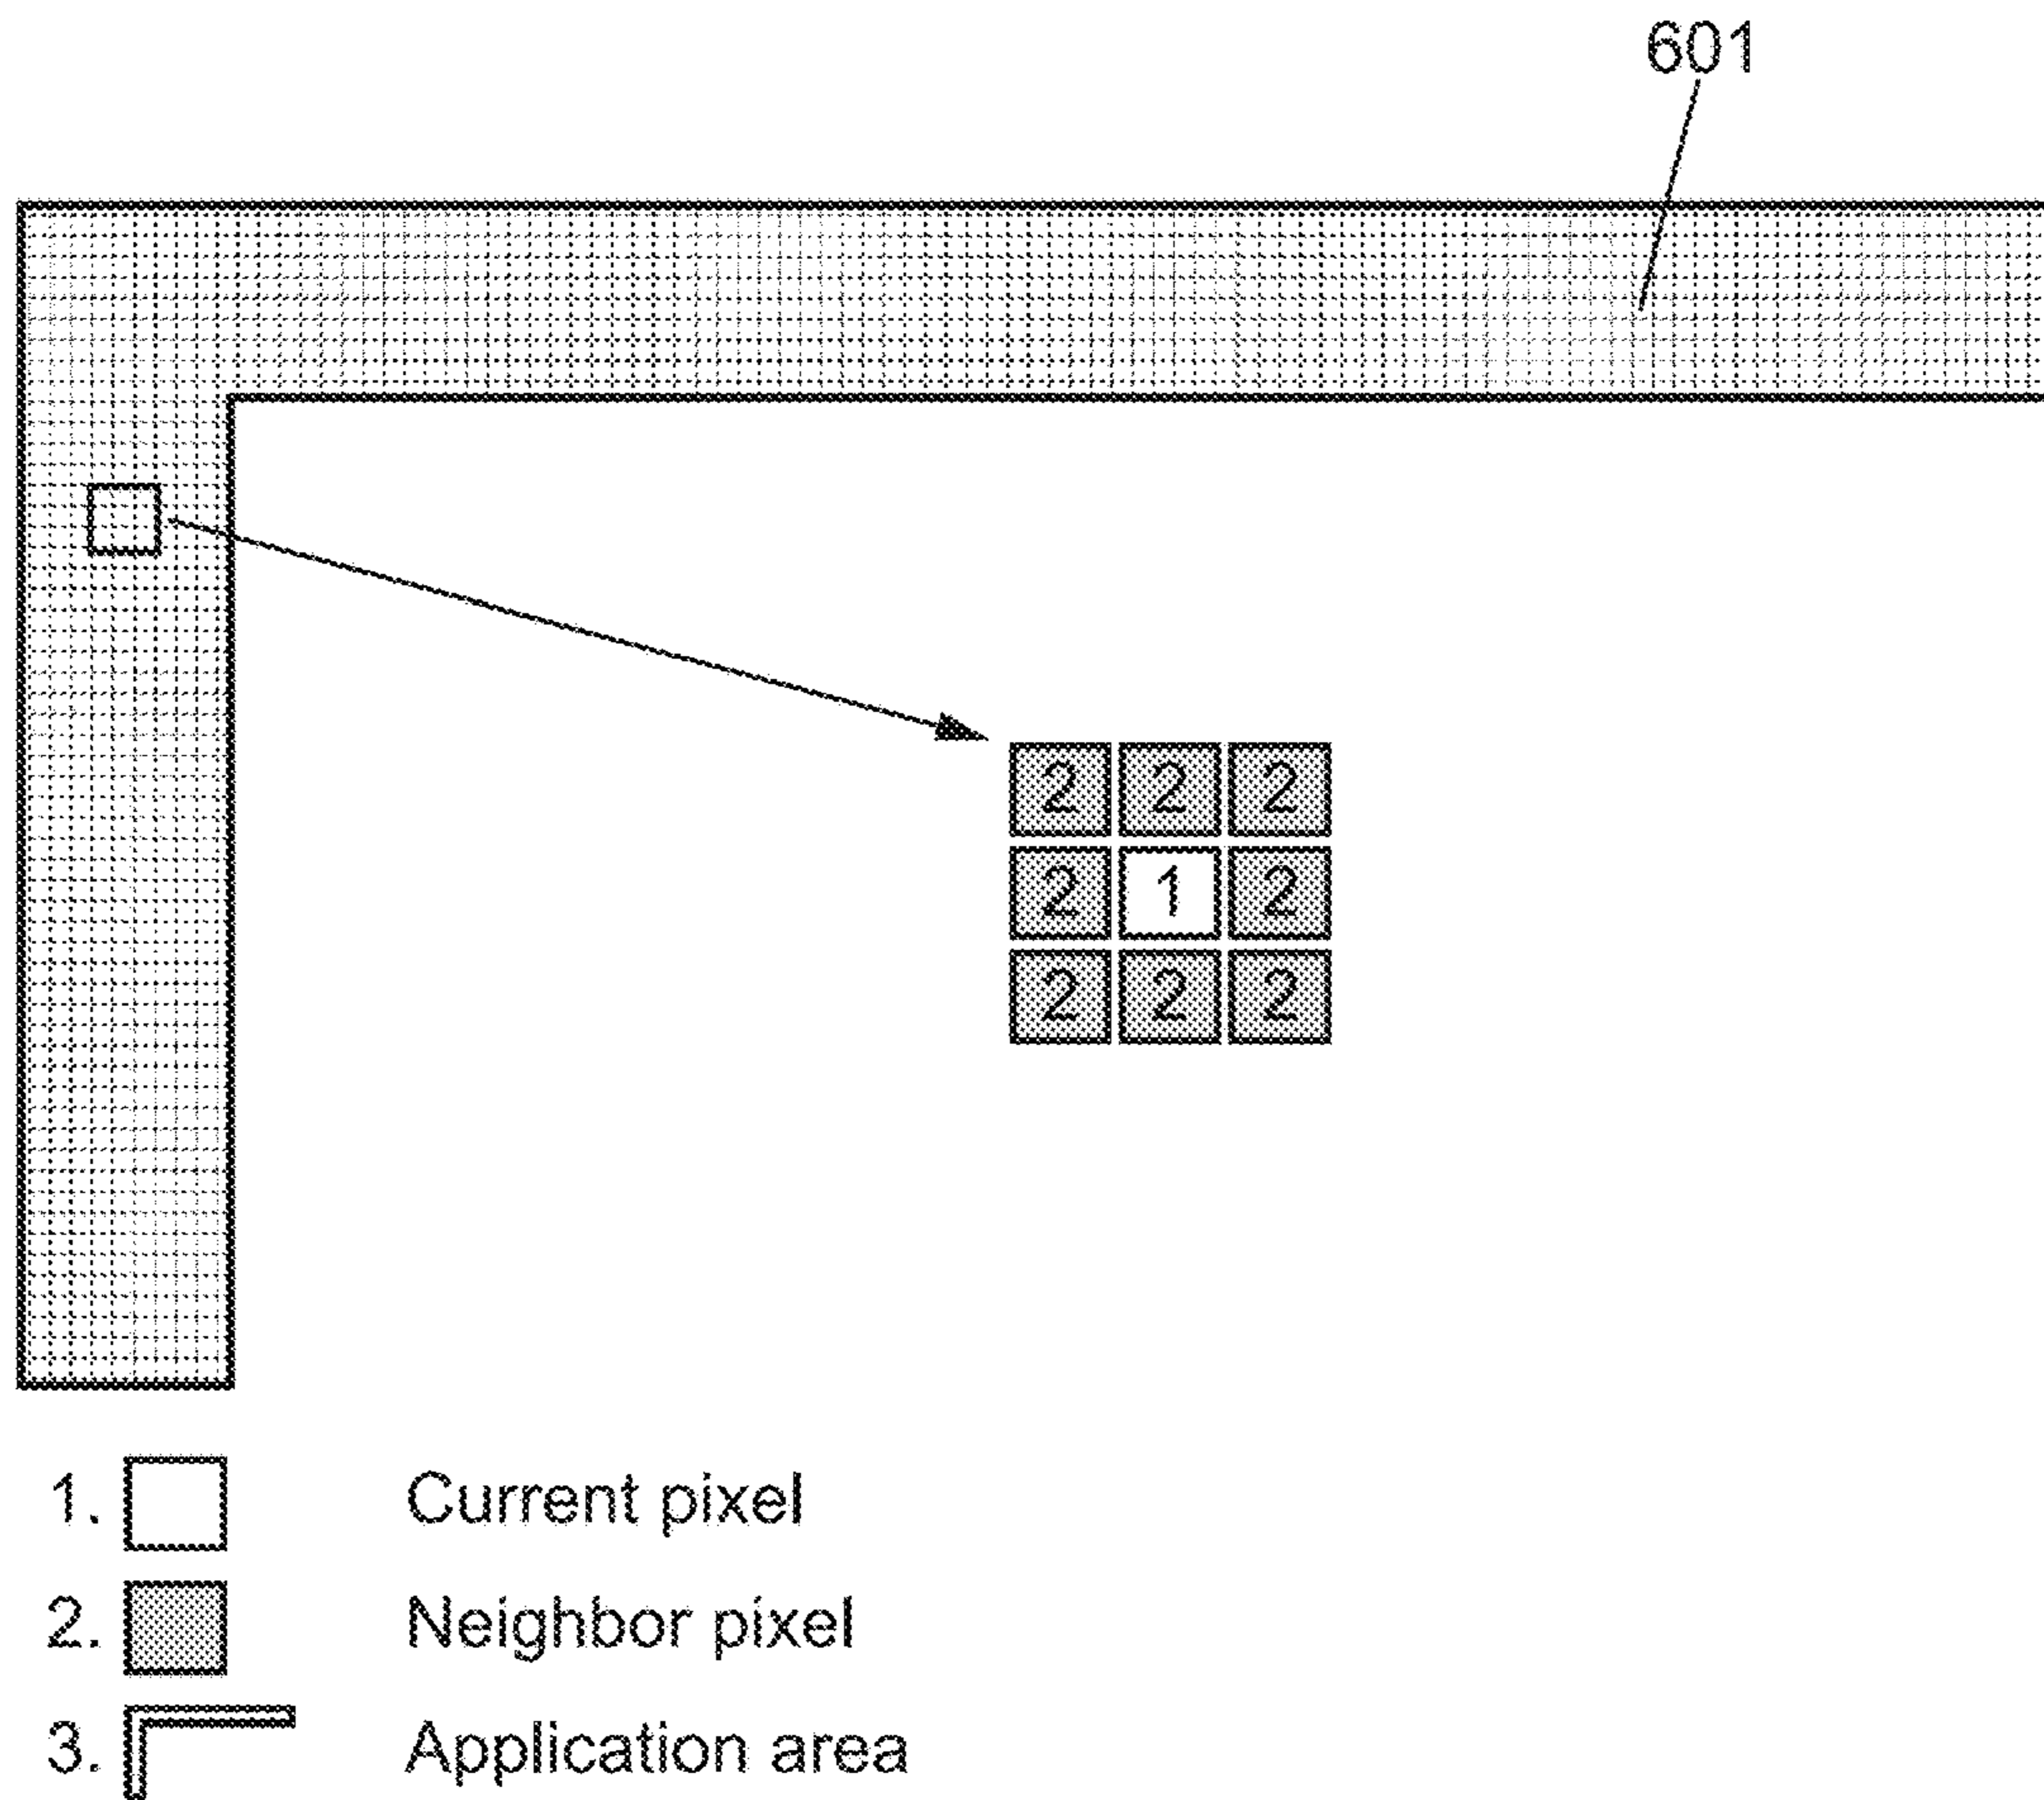 601
2 2 2
2 1 2
2 2 2
1. Current pixel
2. Neighbor pixel
3. Application area